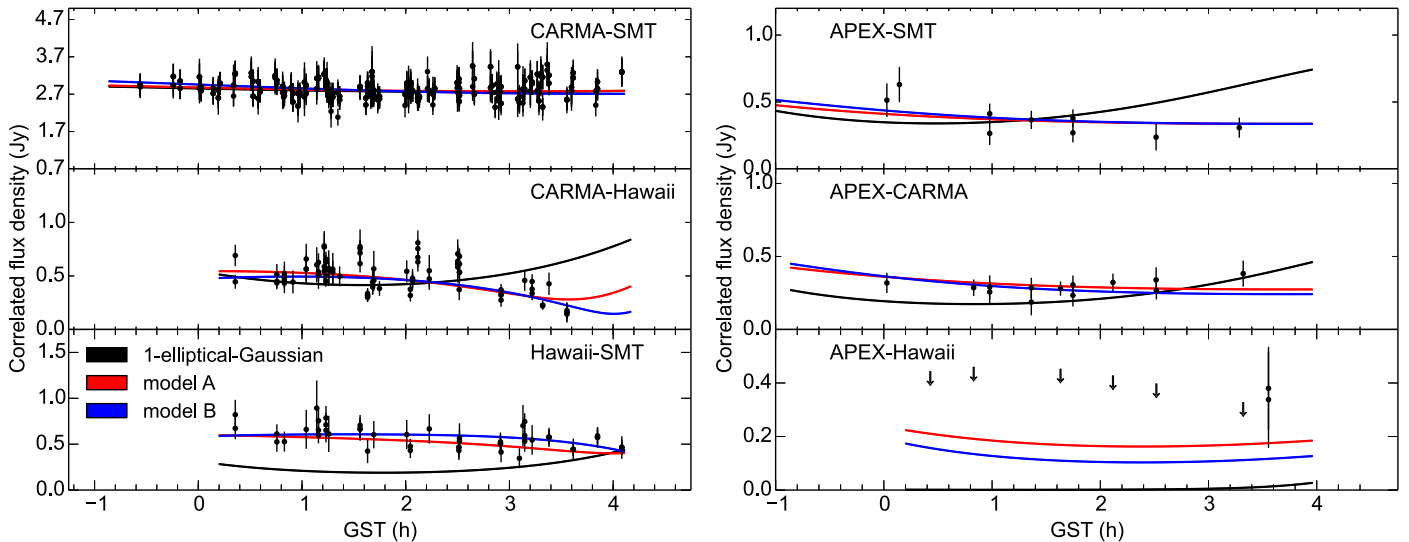 CARMA-SMT
4.7
3.7
2.7
1.7
0.7
CARMA-Hawaii
1.0
0.5
0.0
Hawaii-SMT
1.5
1.0
0.5
0.0
1-elliptical-Gaussian
model A
model B
Correlated flux density (Jy)
−1 0 1 2 3 4
GST (h)
APEX-SMT
1.0
0.5
0.0
APEX-CARMA
1.0
0.5
0.0
APEX-Hawaii
0.4
0.2
0.0
Correlated flux density (Jy)
−1 0 1 2 3 4
GST (h)